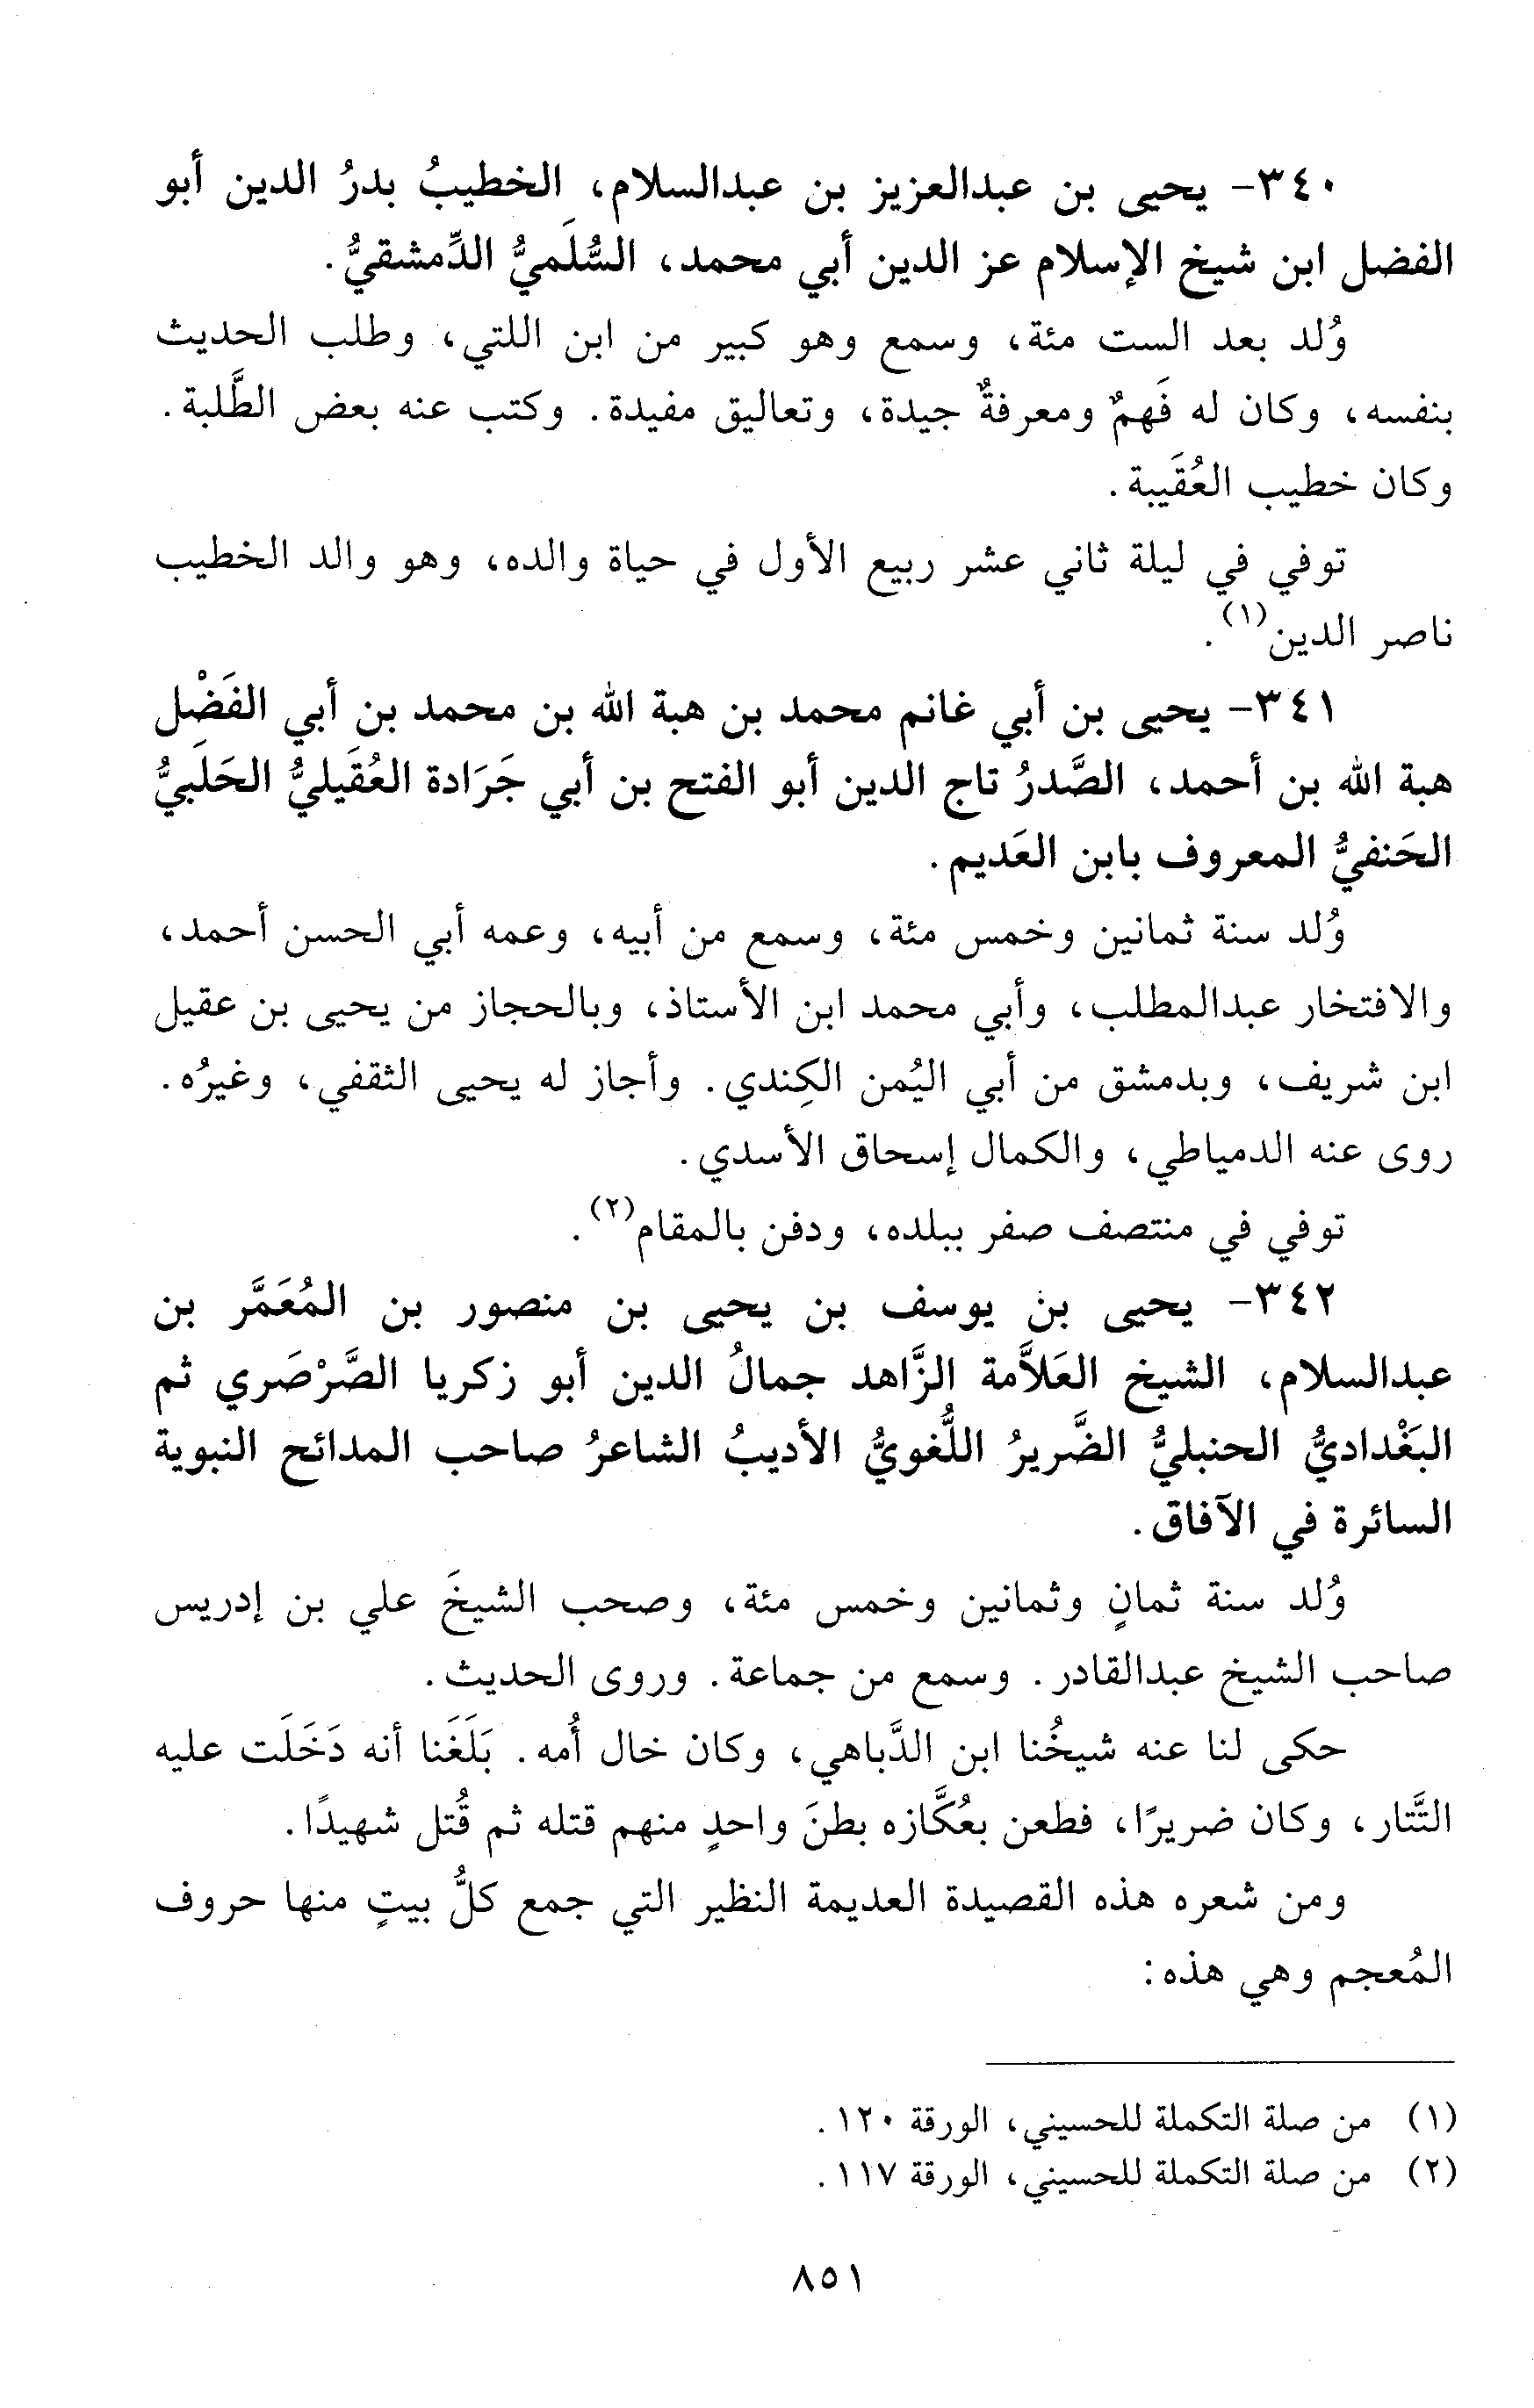 ٣٤٠- يحيى بن عبدالعزيز بن عبدالسلام، الخطيبُ بدرُ الدين أبو
الفضل ابن شيخ الإسلام عز الدين أبي محمد، السُّلَميُّ الدِّمشقيُّ.
وُلد بعد الست مئة، وسمع وهو كبير من ابن اللتي، وطلب الحديث
بنفسه، وكان له فَهمٌ ومعرفةٌ جيدة، وتعاليق مفيدة. وكتب عنه بعض الطَّلبة.
وكان خطيب العُقَيبة.
توفي في ليلة ثاني عشر ربيع الأول في حياة والده، وهو والد الخطيب
ناصر الدين(١).
٣٤١- يحيى بن أبي غانم محمد بن هبة الله بن محمد بن أبي الفَضْل
هبة الله بن أحمد، الصَّدرُ تاج الدين أبو الفتح بن أبي جَرَادة العُقَيليُّ الحَلَبيُّ
الحَنفيُّ المعروف بابن العَديم.
وُلد سنة ثمانين وخمس مئة، وسمع من أبيه، وعمه أبي الحسن أحمد،
والافتخار عبدالمطلب، وأبي محمد ابن الأستاذ، وبالحجاز من يحيى بن عقيل
ابن شريف، وبدمشق من أبي اليُمن الكِندي. وأجاز له يحيى الثقفي، وغيرُه.
روى عنه الدمياطي، والكمال إسحاق الأسدي.
توفي في منتصف صفر ببلده، ودفن بالمقام(٢).
٣٤٢- يحيى بن يوسف بن يحيى بن منصور بن المُعَمَّر بن
عبدالسلام، الشيخ العَلاَّمة الزَّاهد جمالُ الدين أبو زكريا الصَّرْصَري ثم
البَغْداديُّ الحنبليُّ الضَّريرُ اللُّغويُّ الأديبُ الشاعرُ صاحب المدائح النبوية
السائرة في الآفاق.
وُلد سنة ثمانٍ وثمانين وخمس مئة، وصحب الشيخَ علي بن إدريس
صاحب الشيخ عبدالقادر. وسمع من جماعة. وروى الحديث.
حكى لنا عنه شيخُنا ابن الدَّباهي، وكان خال أُمه. بَلَغَنا أنه دَخَلَت عليه
التَّتار، وكان ضريرًا، فطعن بعُكَّازه بطنَ واحدٍ منهم قتله ثم قُتل شهيدًا.
ومن شعره هذه القصيدة العديمة النظير التي جمع كلُّ بيتٍ منها حروف
المُعجم وهي هذه:
(١) من صلة التكملة للحسيني، الورقة ١٢٠.
(٢) من صلة التكملة للحسيني، الورقة ١١٧.
٨٥١